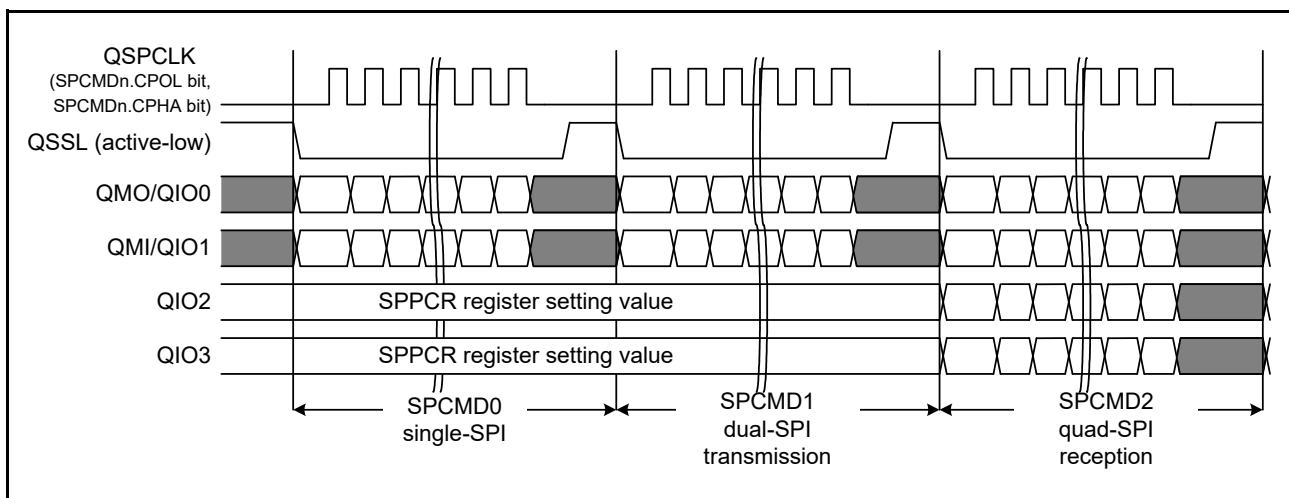 QSPCLK
(SPCMDn.CPOL bit,
SPCMDn.CPHA bit)
QSSL (active-low)
QMO/QIO0
QMI/QIO1
QIO2
SPPCR register setting value
QIO3
SPPCR register setting value
SPCMD0
single-SPI
SPCMD1
dual-SPI
transmission
SPCMD2
quad-SPI
reception